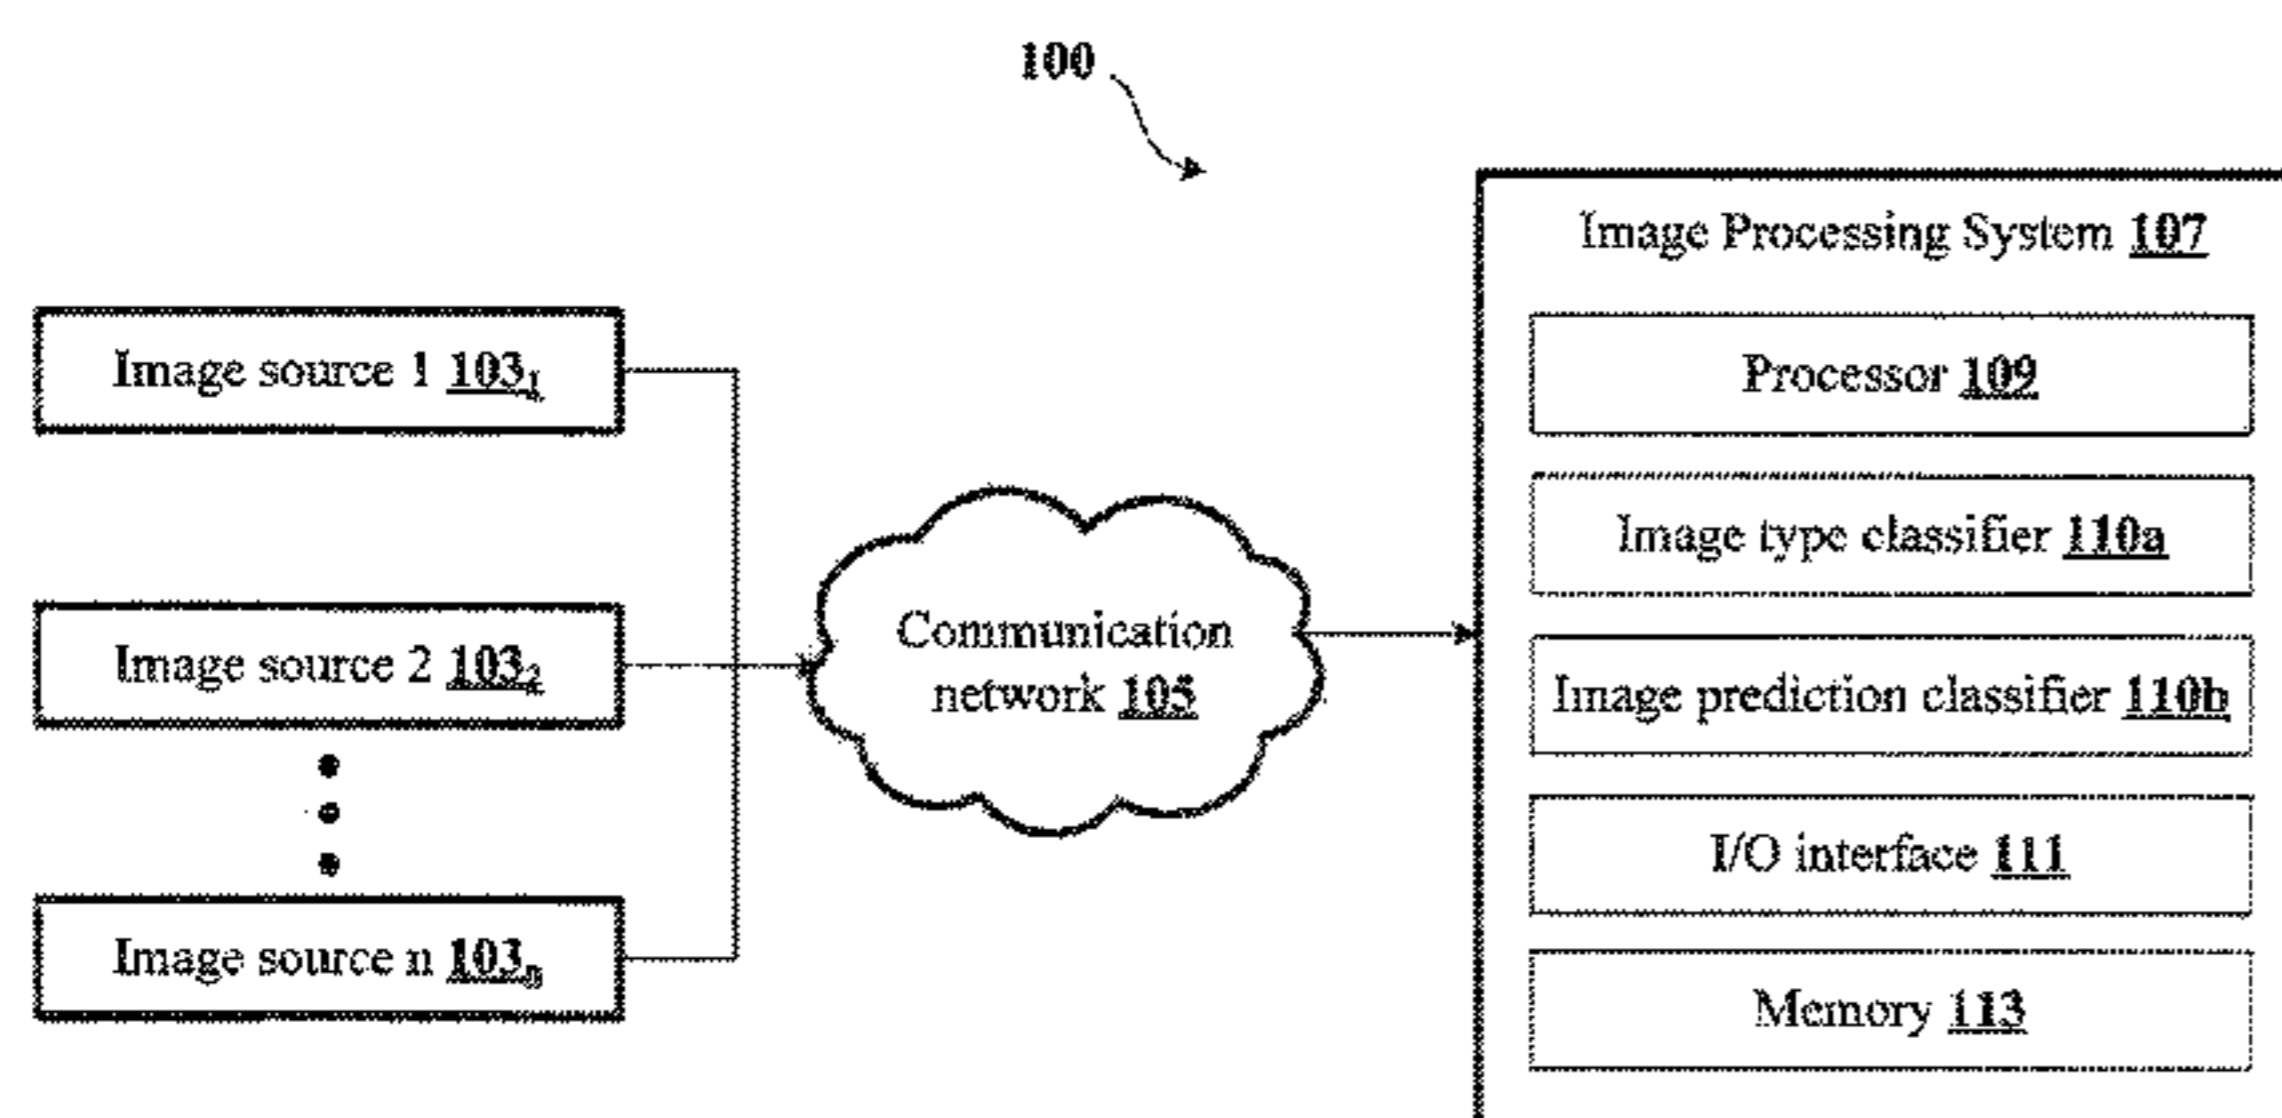 100
Image Processing System 107
Image source 1 103₁
Processor 109
Image type classifier 110a
Communication
network 105
Image source 2 103₂
Image prediction classifier 110b
I/O interface 111
Image source n 103ₙ
Memory 113